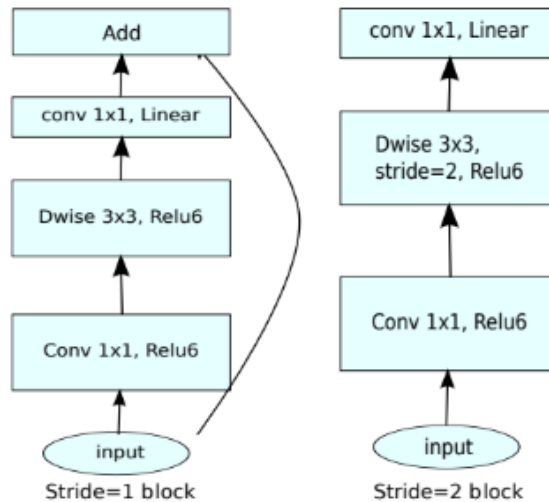 Add
conv 1x1, Linear
Dwise 3x3, Relu6
Conv 1x1, Relu6
input
Stride=1 block
conv 1x1, Linear
Dwise 3x3,
stride=2, Relu6
Conv 1x1, Relu6
input
Stride=2 block